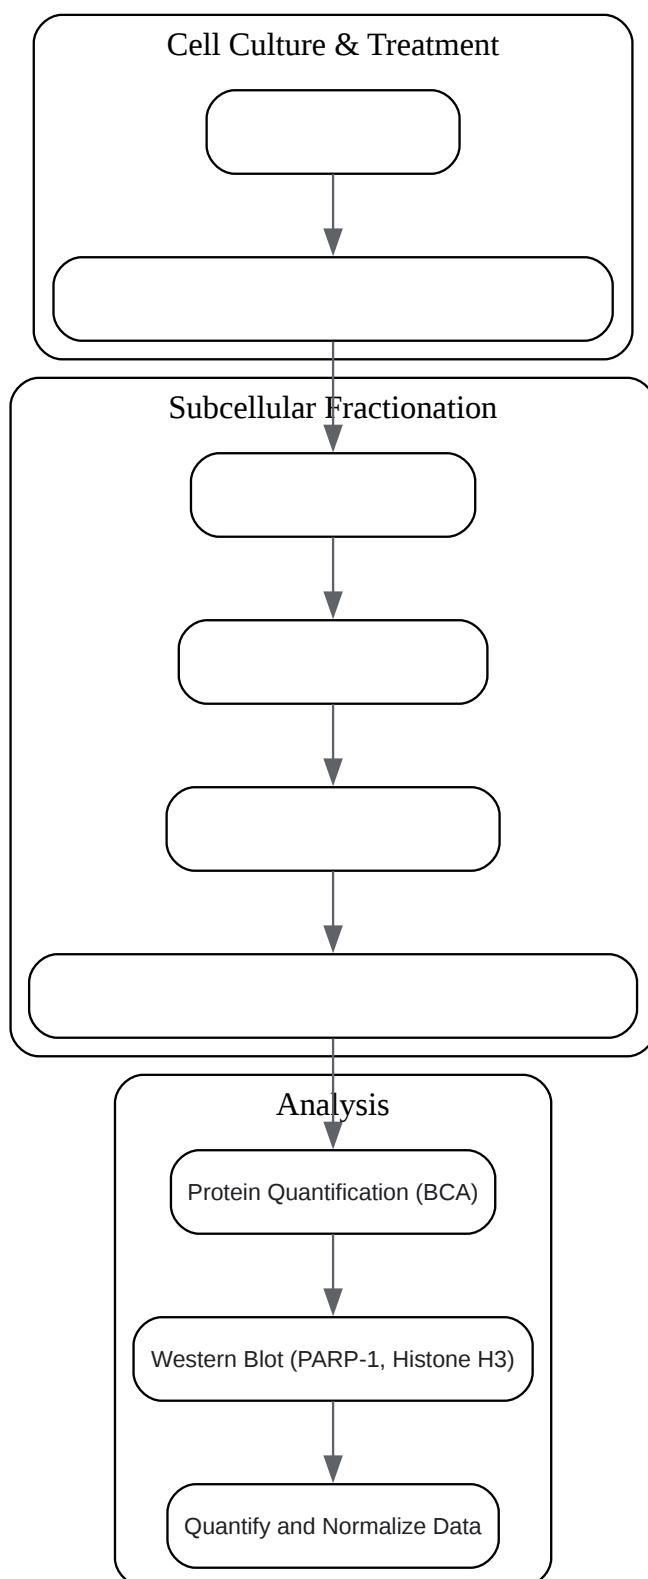 Cell Culture & Treatment
Subcellular Fractionation
Analysis
Protein Quantification (BCA)
Western Blot (PARP-1, Histone H3)
Quantify and Normalize Data